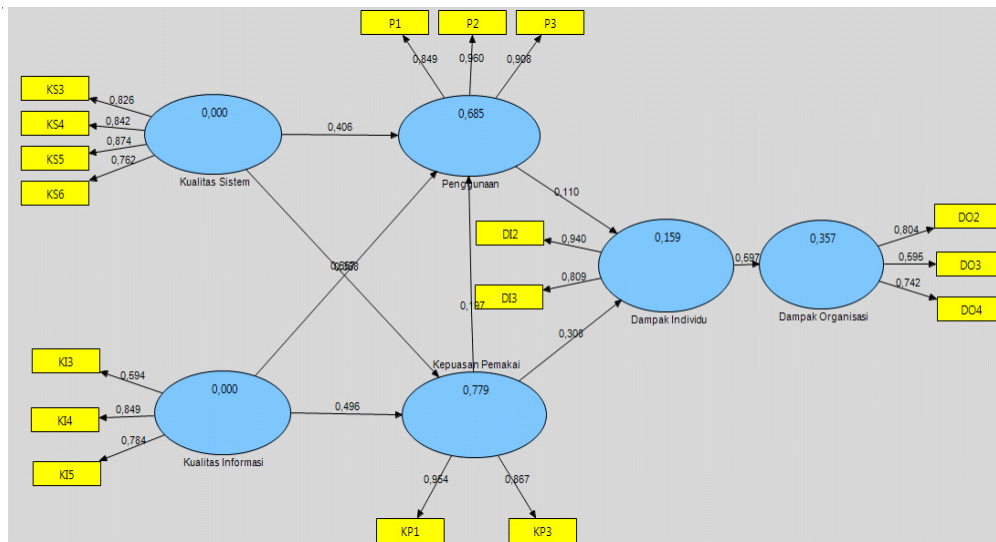 P1
P2
P3
0,849
0,960
0,908
KS3
0,826
KS4
0,842
KS5
0,874
KS6
0,762
0,000
Kualitas Sistem
0,406
0,685
Penggunaan
0,110
DI2
0,940
DI3
0,809
0,159
Dampak Individu
0,597
0,357
Dampak Organisasi
DO2
0,804
DO3
0,595
DO4
0,742
0,197
0,308
Kepuasan Pemakai
0,779
KI3
0,594
KI4
0,849
KI5
0,784
0,000
Kualitas Informasi
0,496
0,954
0,867
KP1
KP3